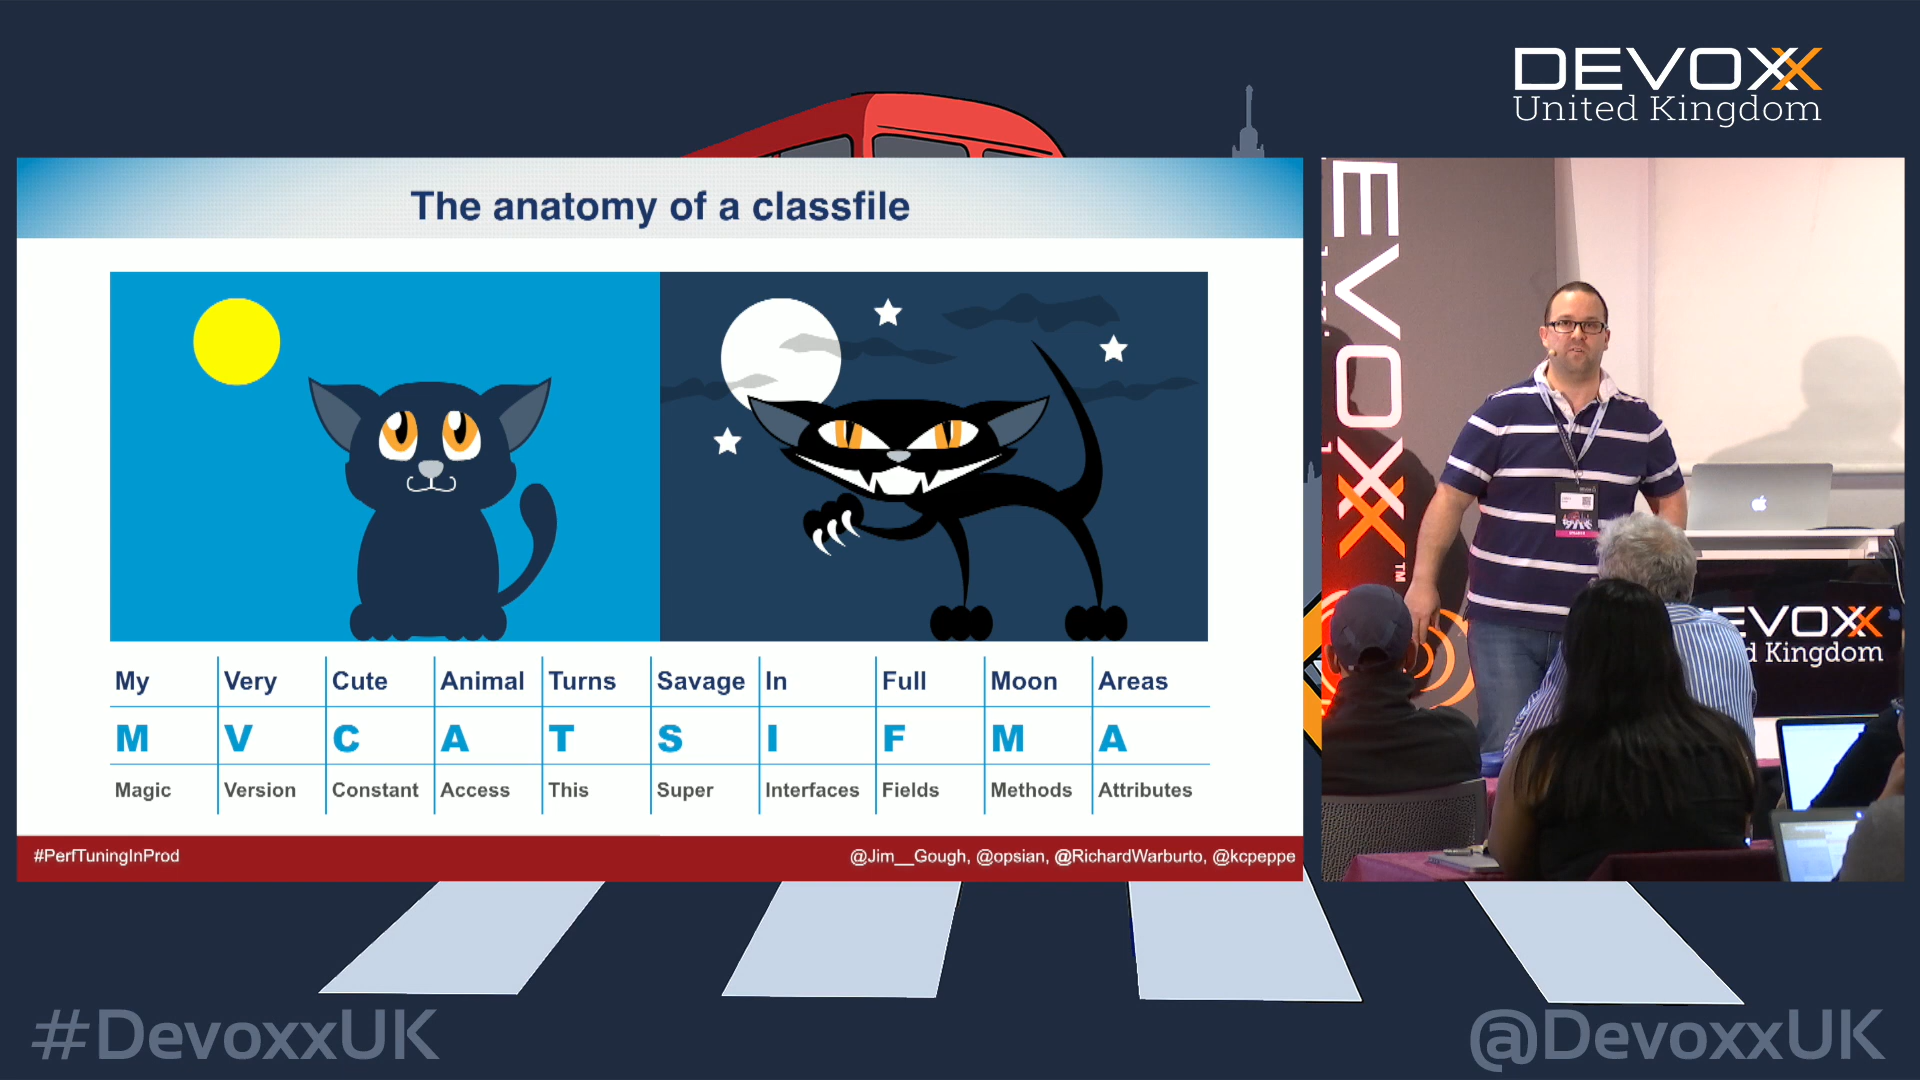 DEVOXX
United Kingdom
The anatomy of a classfile
My Very Cute Animal Turns Savage In Full Moon Areas
M V C A T S I F M A
Magic Version Constant Access This Super Interfaces Fields Methods Attributes
#PerfTuningInProd
@Jim__Gough, @opsian, @RichardWarburto, @kcpeppe
EVOXX™
EVOXX
d Kingdom
#DevoxxUK
@DevoxxUK